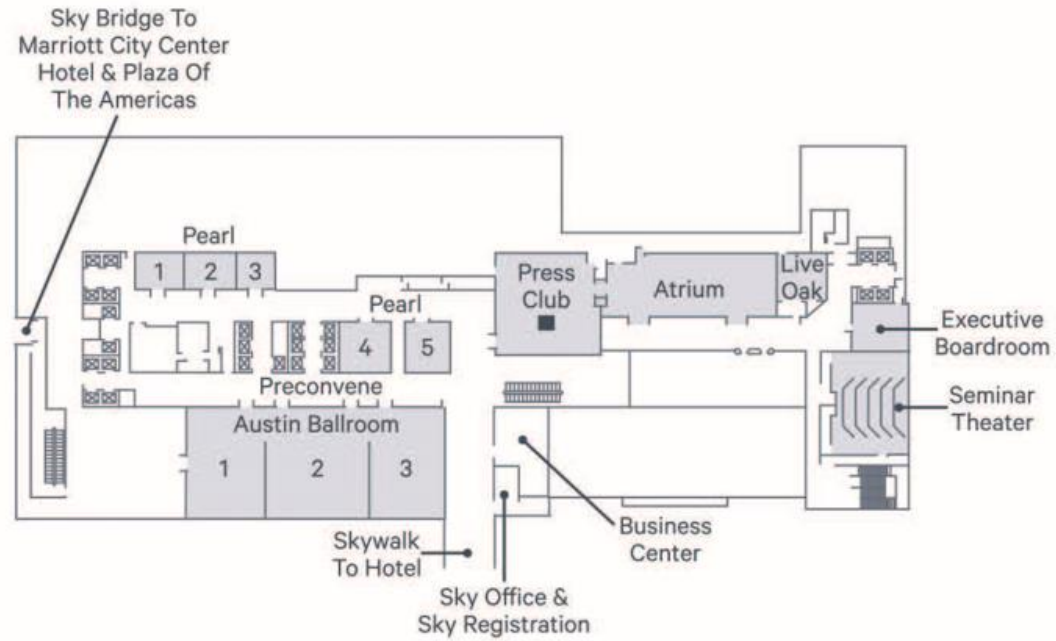 Sky Bridge To
Marriott City Center
Hotel & Plaza Of
The Americas
Pearl
1
2
3
Pearl
4
5
Press
Club
Atrium
Live
Oak
Executive
Boardroom
Seminar
Theater
Preconvene
Austin Ballroom
1
2
3
Skywalk
To Hotel
Business
Center
Sky Office &
Sky Registration